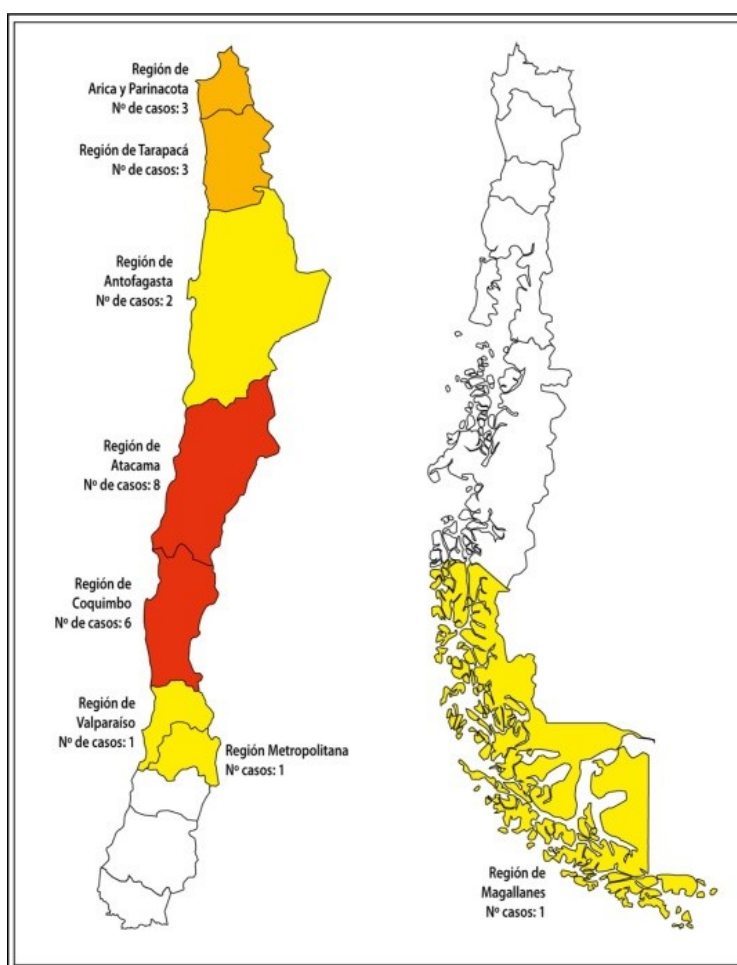 Región de
Arica y Parinacota
Nº de casos: 3
Región de Tarapacá
Nº de casos: 3
Región de
Antofagasta
Nº de casos: 2
Región de
Atacama
Nº de casos: 8
Región de
Coquimbo
Nº de casos: 6
Región de
Valparaíso
Nº de casos: 1
Región Metropolitana
Nº casos: 1
Región de
Magallanes
Nº casos: 1